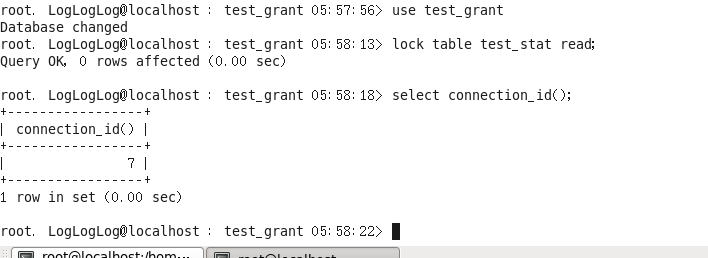 root. LogLogLog@localhost : test_grant 05:57:56> use test_grant
Database changed
root. LogLogLog@localhost : test_grant 05:58:13> lock table test_stat read;
Query OK, 0 rows affected (0.00 sec)
root. LogLogLog@localhost : test_grant 05:58:18> select connection_id();
+-----------------+
| connection_id() |
+-----------------+
|               7 |
+-----------------+
1 row in set (0.00 sec)
root. LogLogLog@localhost : test_grant 05:58:22>
root@localhost:/hom...